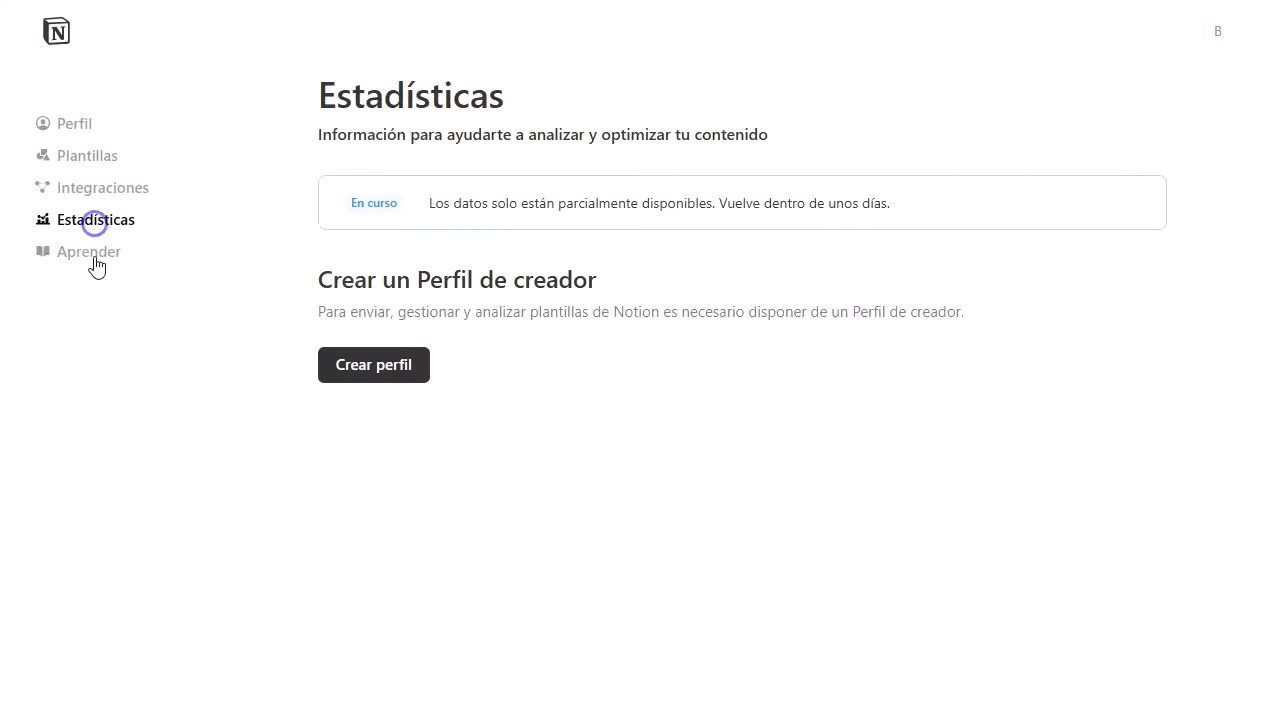 N
B
Perfil
Plantillas
Integraciones
Estadísticas
Aprender
Estadísticas
Información para ayudarte a analizar y optimizar tu contenido
En curso Los datos solo están parcialmente disponibles. Vuelve dentro de unos días.
Crear un Perfil de creador
Para enviar, gestionar y analizar plantillas de Notion es necesario disponer de un Perfil de creador.
Crear perfil